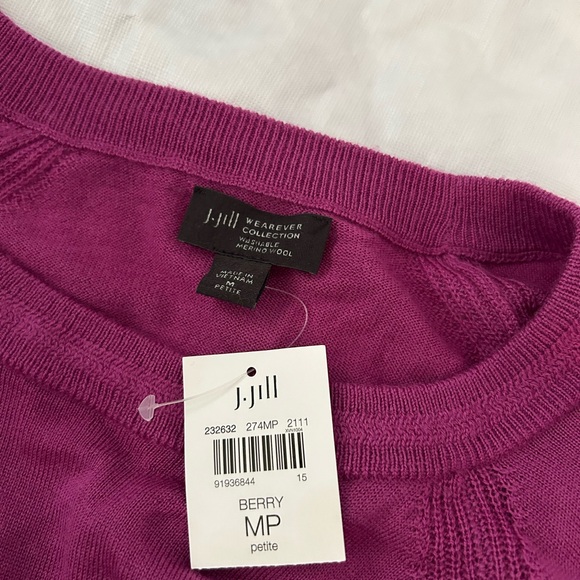 J.Jill WEAREVER
COLLECTION
WASHABLE
MERINO WOOL
MADE IN
VIETNAM
M
PETITE
J.Jill
232632 274MP 2111
91936844 15
BERRY
MP
petite